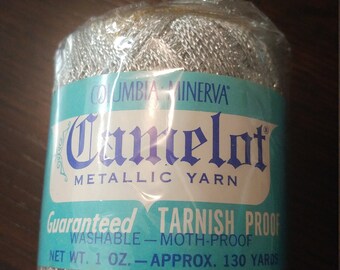 COLUMBIA MINERVA®
Camelot®
METALLIC YARN
Guaranteed TARNISH PROOF
WASHABLE — MOTH-PROOF
NET WT. 1 OZ. — APPROX. 130 YARDS